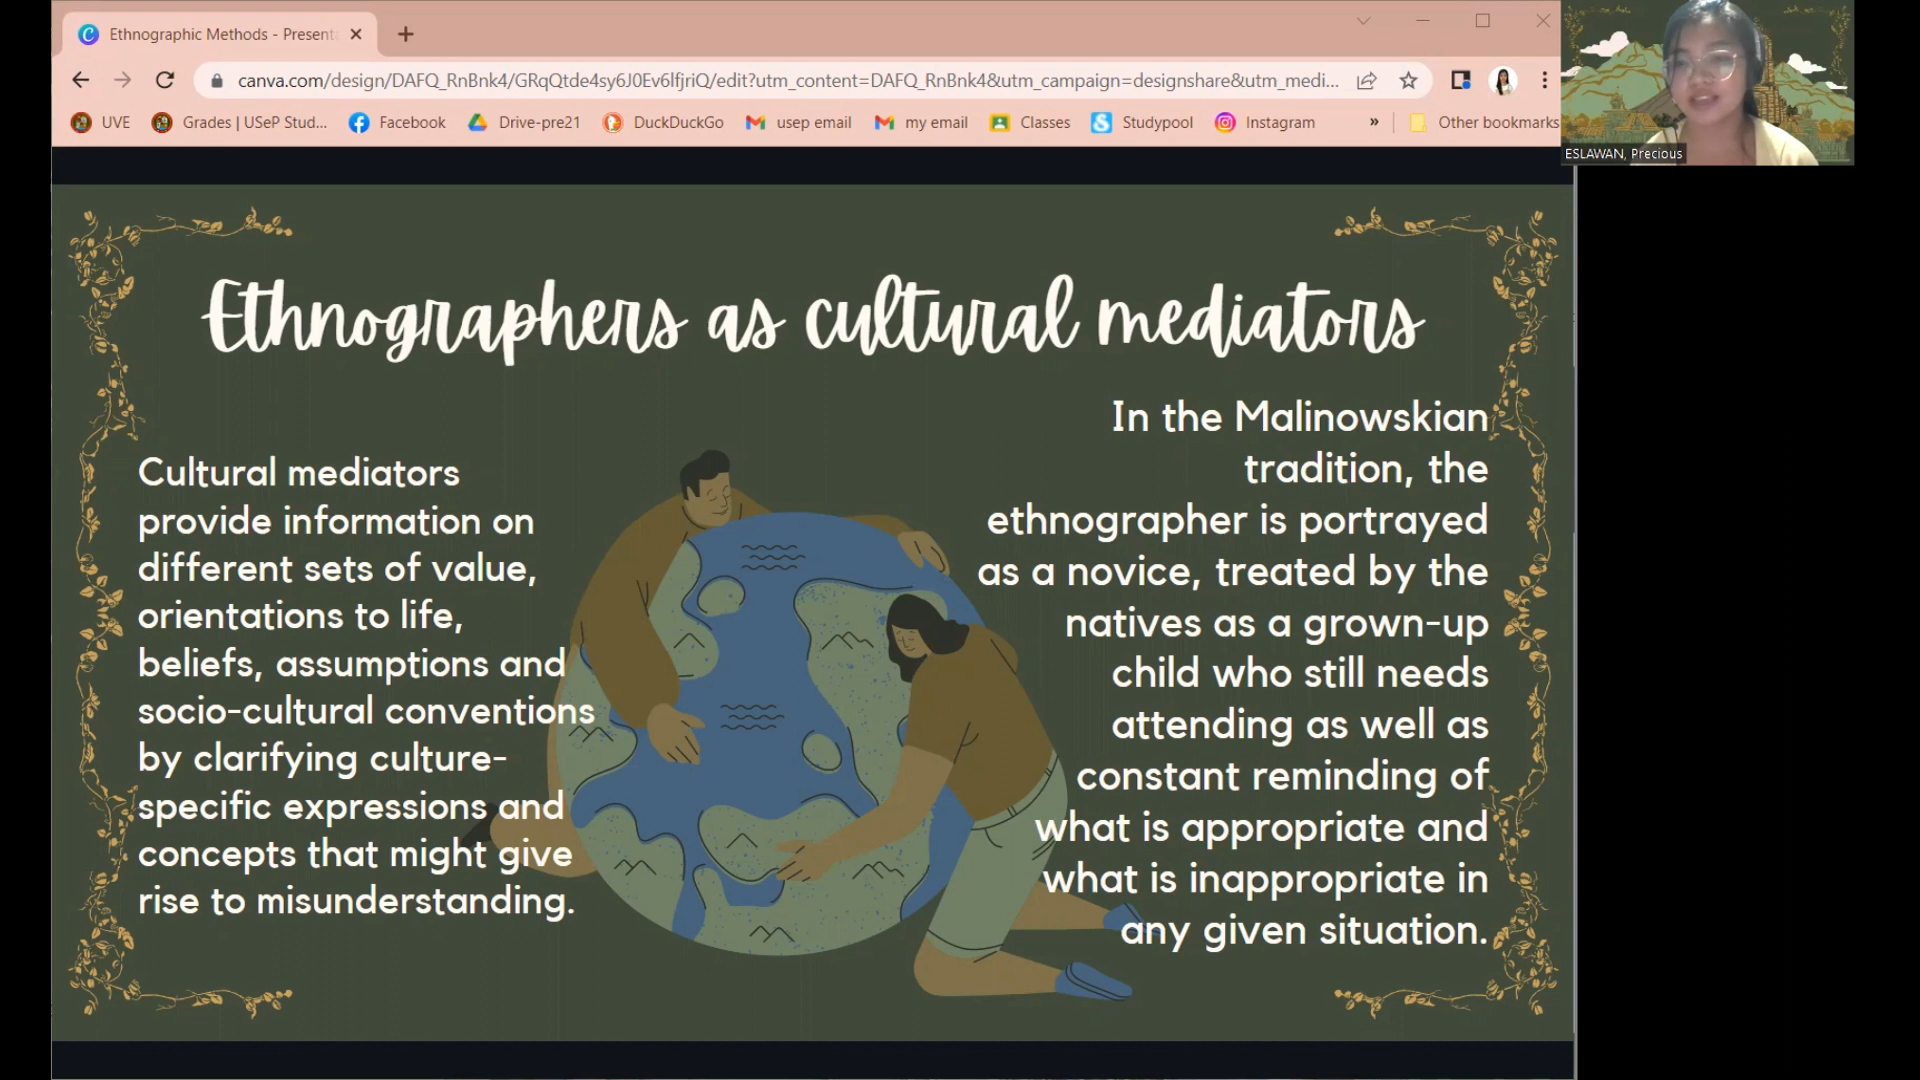 Ethnographic Methods - Present
canva.com/design/DAFQ_RnBnk4/GRqQtde4sy6J0Ev6lfjriQ/edit?utm_content=DAFQ_RnBnk4&utm_campaign=designshare&utm_medi...
UVE
Grades | USeP Stud...
Facebook
Drive-pre21
DuckDuckGo
usep email
my email
Classes
Studypool
Instagram
»
Other bookmarks
ESLAWAN, Precious
Ethnographers as cultural mediators
Cultural mediators
provide information on
different sets of value,
orientations to life,
beliefs, assumptions and
socio-cultural conventions
by clarifying culture-
specific expressions and
concepts that might give
rise to misunderstanding.
In the Malinowskian
tradition, the
ethnographer is portrayed
as a novice, treated by the
natives as a grown-up
child who still needs
attending as well as
constant reminding of
what is appropriate and
what is inappropriate in
any given situation.